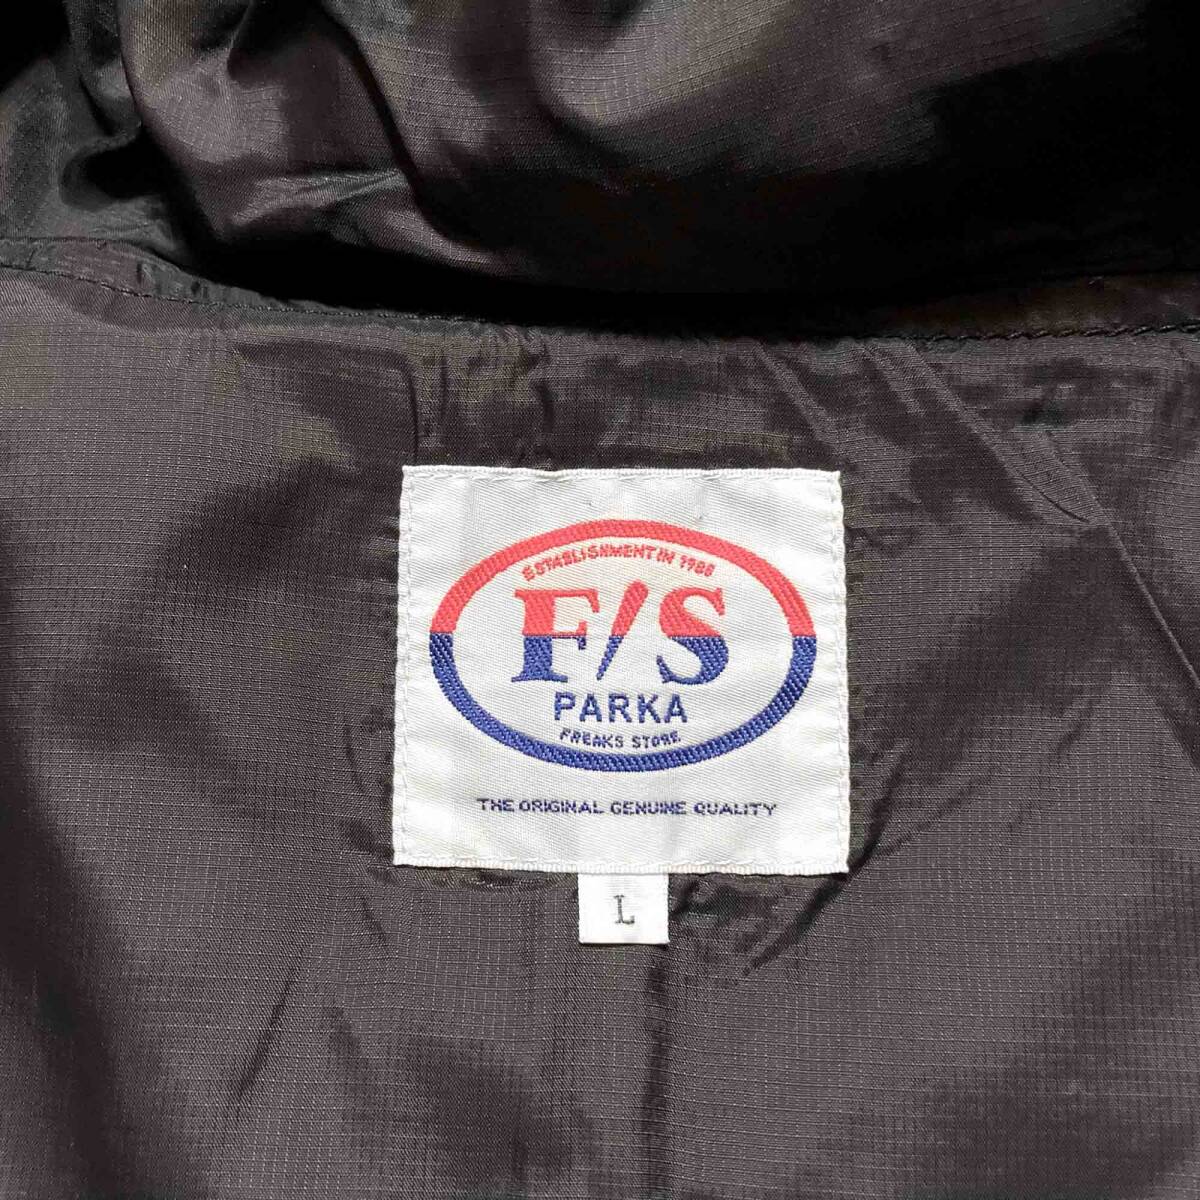 ESTABLISHMENT IN 1986
F/S
PARKA
FREAKS STORE
THE ORIGINAL GENUINE QUALITY
L